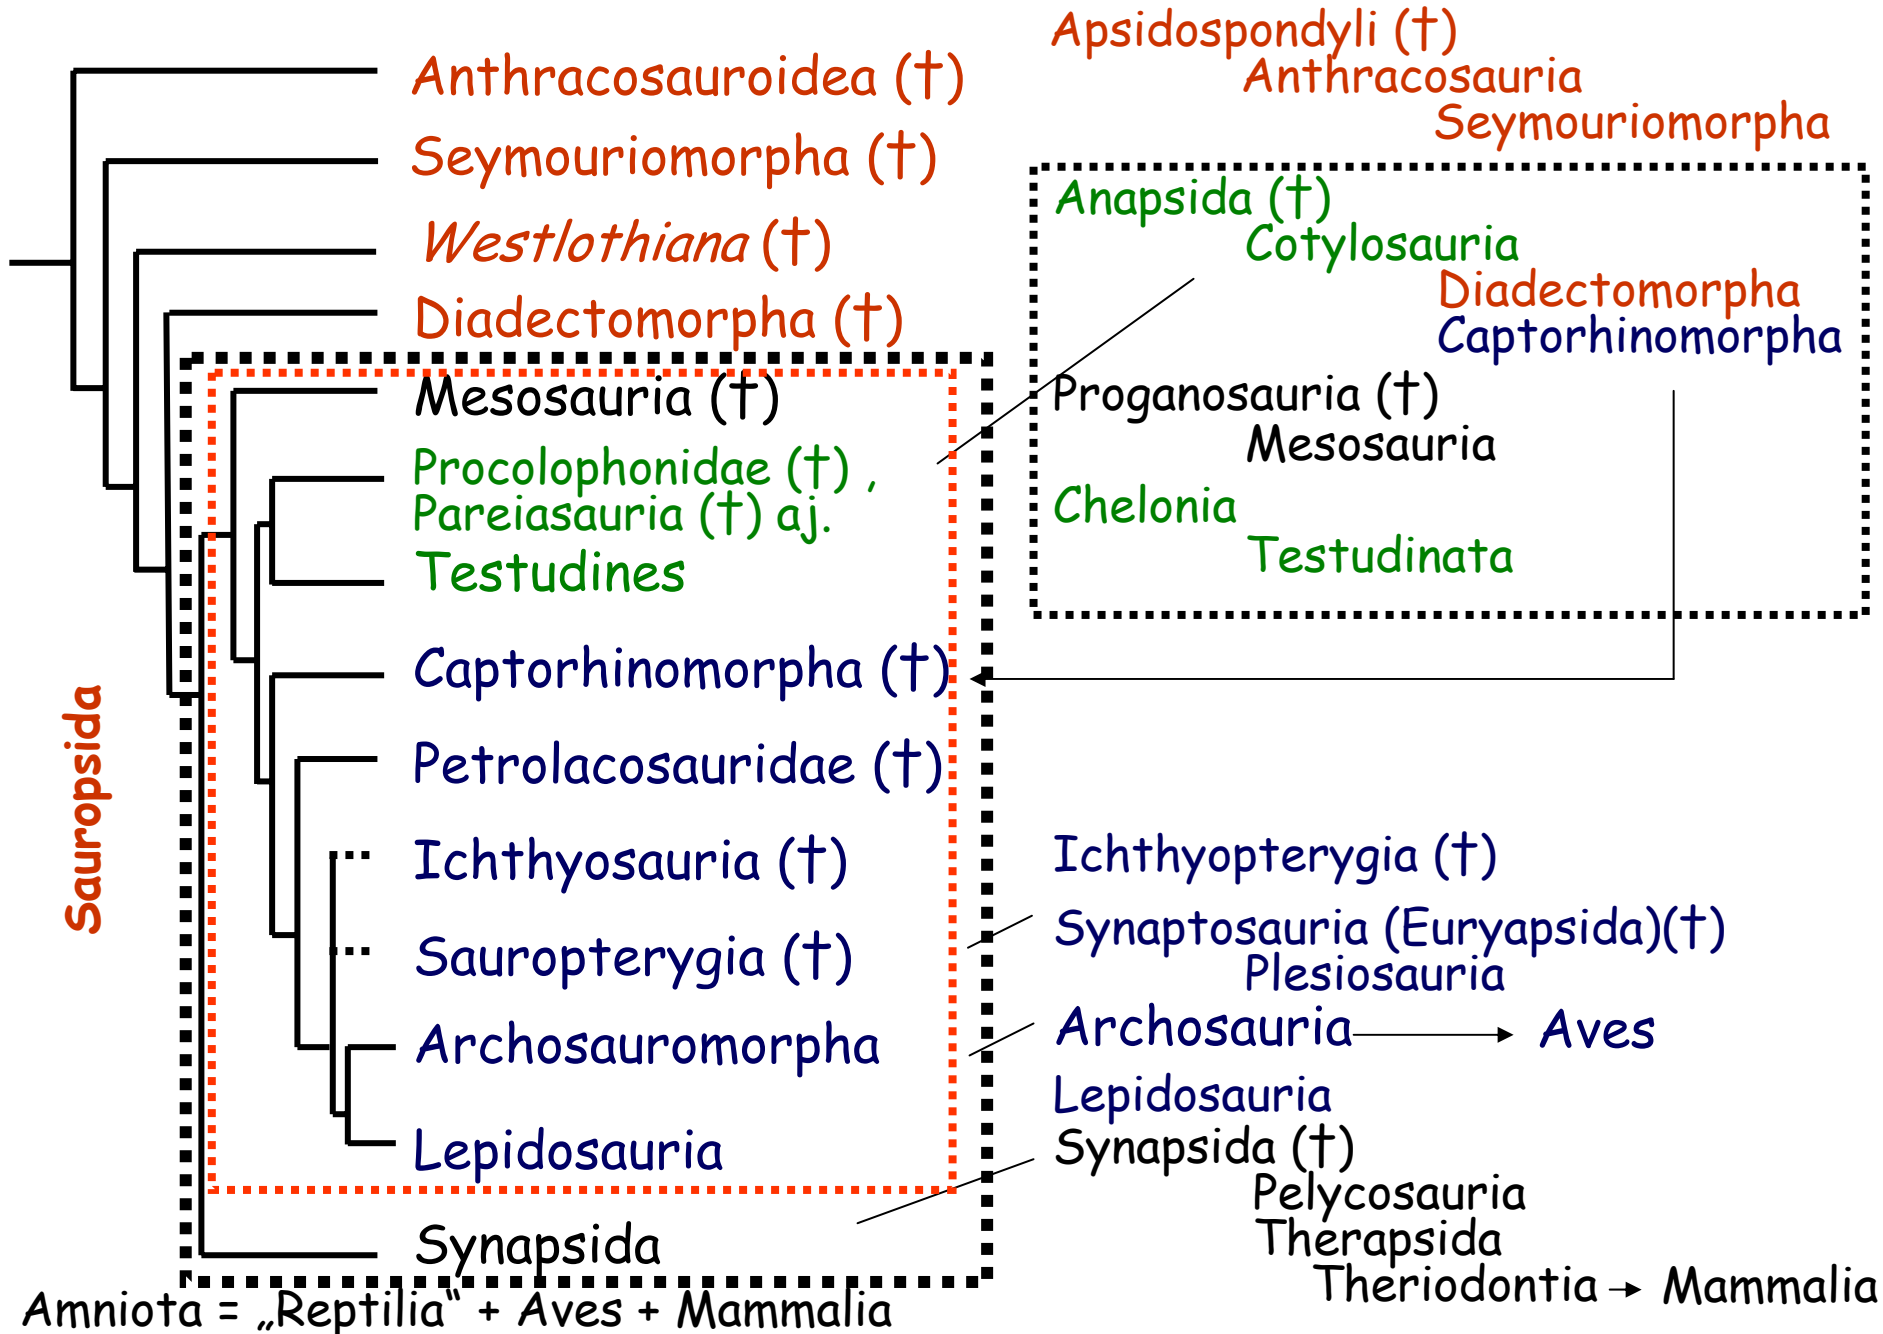 Anthracosauroidea (†)
Seymouriomorpha (†)
Westlothiana (†)
Diadectomorpha (†)
Mesosauria (†)
Procolophonidae (†) ,
Pareiasauria (†) aj.
Testudines
Captorhinomorpha (†)
Petrolacosauridae (†)
Ichthyosauria (†)
Sauropterygia (†)
Archosauromorpha
Lepidosauria
Synapsida
Sauropsida
Amniota = „Reptilia“ + Aves + Mammalia
Apsidospondyli (†)
Anthracosauria
Seymouriomorpha
Anapsida (†)
Cotylosauria
Diadectomorpha
Captorhinomorpha
Proganosauria (†)
Mesosauria
Chelonia
Testudinata
Ichthyopterygia (†)
Synaptosauria (Euryapsida)(†)
Plesiosauria
Archosauria Aves
Lepidosauria
Synapsida (†)
Pelycosauria
Therapsida
Theriodontia Mammalia